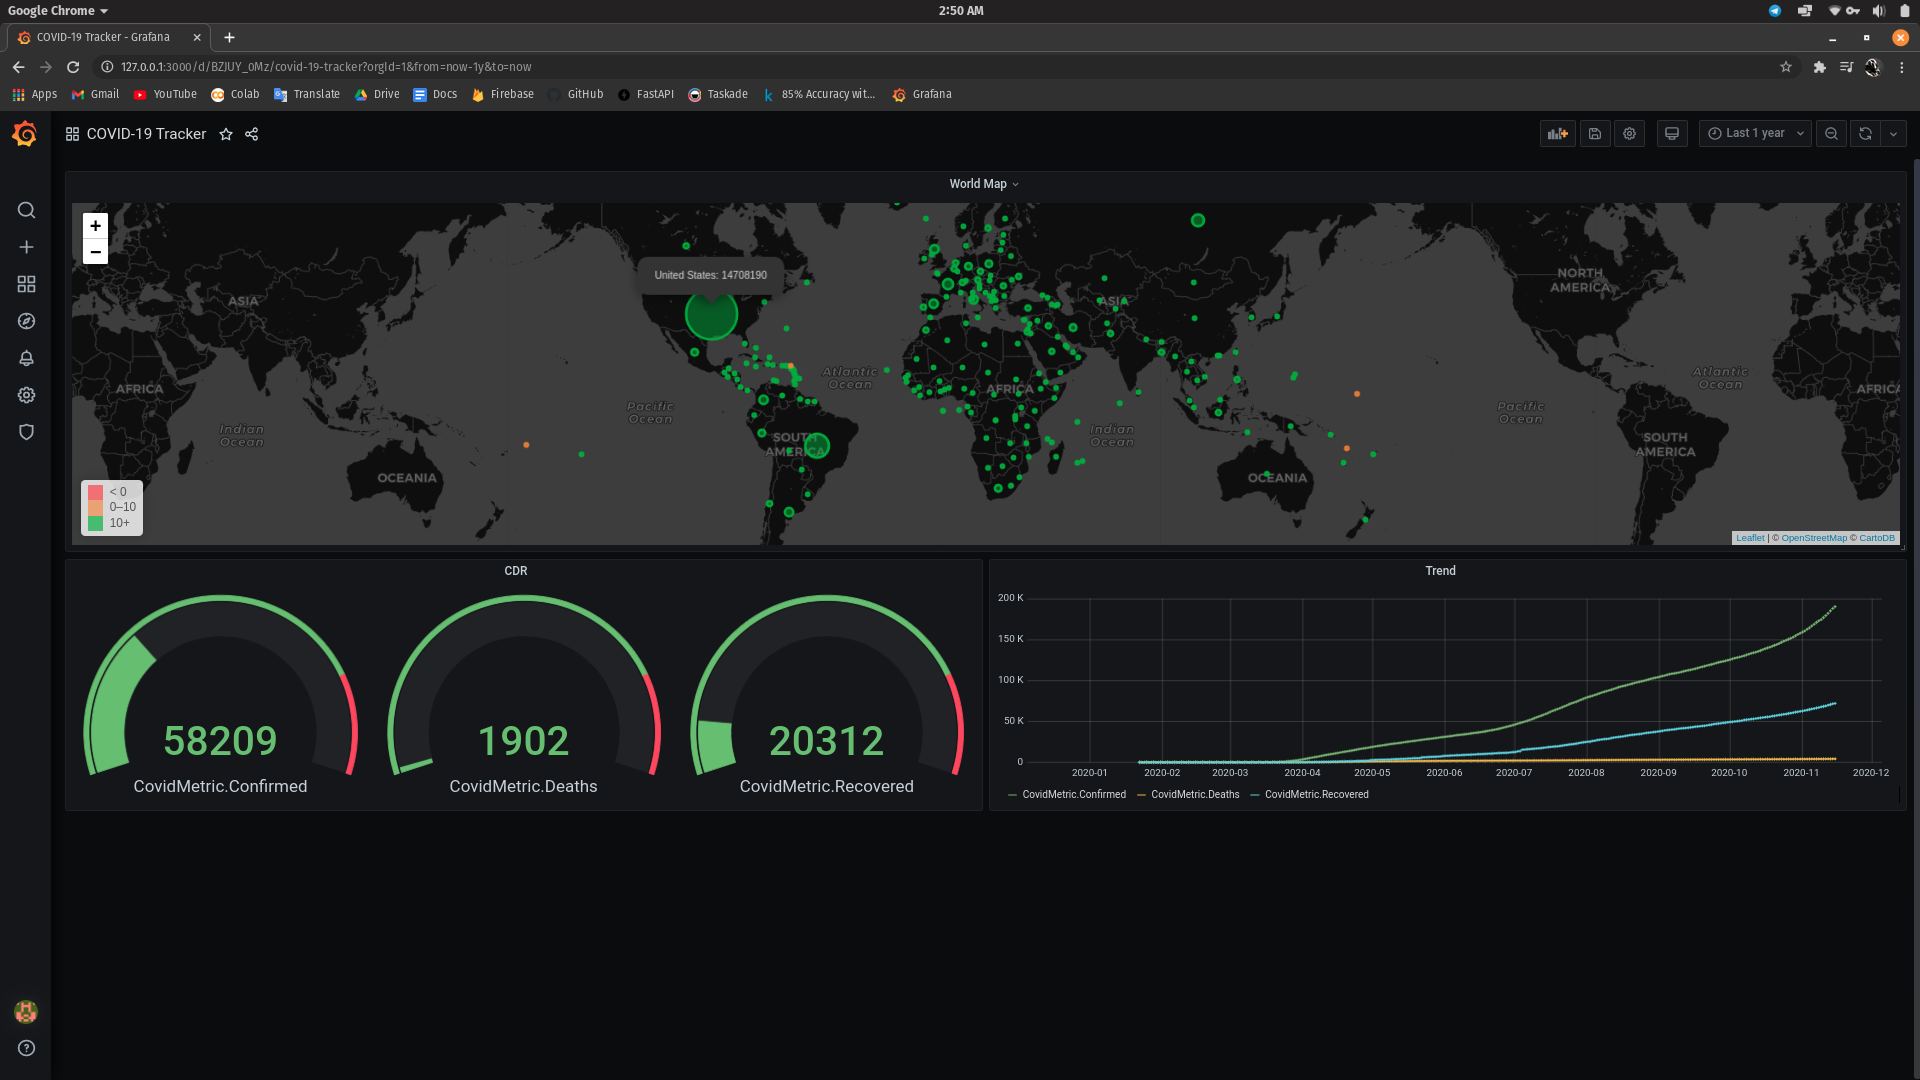 Google Chrome
2:50 AM
COVID-19 Tracker - Grafana
127.0.0.1:3000/d/BZJUY_0Mz/covid-19-tracker?orgId=1&from=now-1y&to=now
Apps Gmail YouTube Colab Translate Drive Docs Firebase GitHub FastAPI Taskade 85% Accuracy wit... Grafana
COVID-19 Tracker
Last 1 year
World Map
+
−
United States: 14708190
ASIA
ASIA
NORTH AMERICA
AFRICA
Atlantic Ocean
AFRICA
Atlantic Ocean
AFRICA
Pacific Ocean
Pacific Ocean
Indian Ocean
SOUTH AMERICA
Indian Ocean
SOUTH AMERICA
OCEANIA
OCEANIA
< 0
0–10
10+
Leaflet | © OpenStreetMap © CartoDB
CDR
58209
CovidMetric.Confirmed
1902
CovidMetric.Deaths
20312
CovidMetric.Recovered
Trend
200 K
150 K
100 K
50 K
0
2020-01 2020-02 2020-03 2020-04 2020-05 2020-06 2020-07 2020-08 2020-09 2020-10 2020-11 2020-12
CovidMetric.Confirmed CovidMetric.Deaths CovidMetric.Recovered